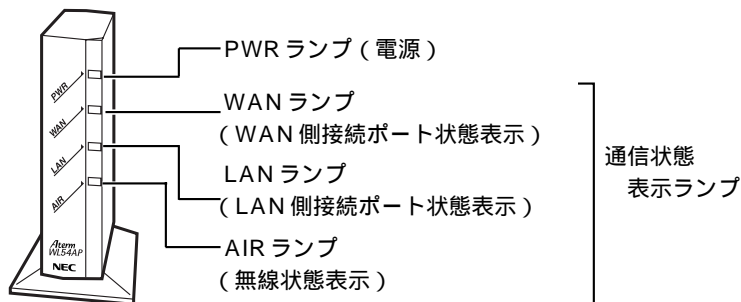 PWR ランプ ( 電源 )
WAN ランプ
( WAN 側接続ポート状態表示 )
LAN ランプ
( LAN 側接続ポート状態表示 )
AIR ランプ
( 無線状態表示 )
通信状態
表示ランプ
PWR
WAN
LAN
AIR
Aterm
WL54AP
NEC